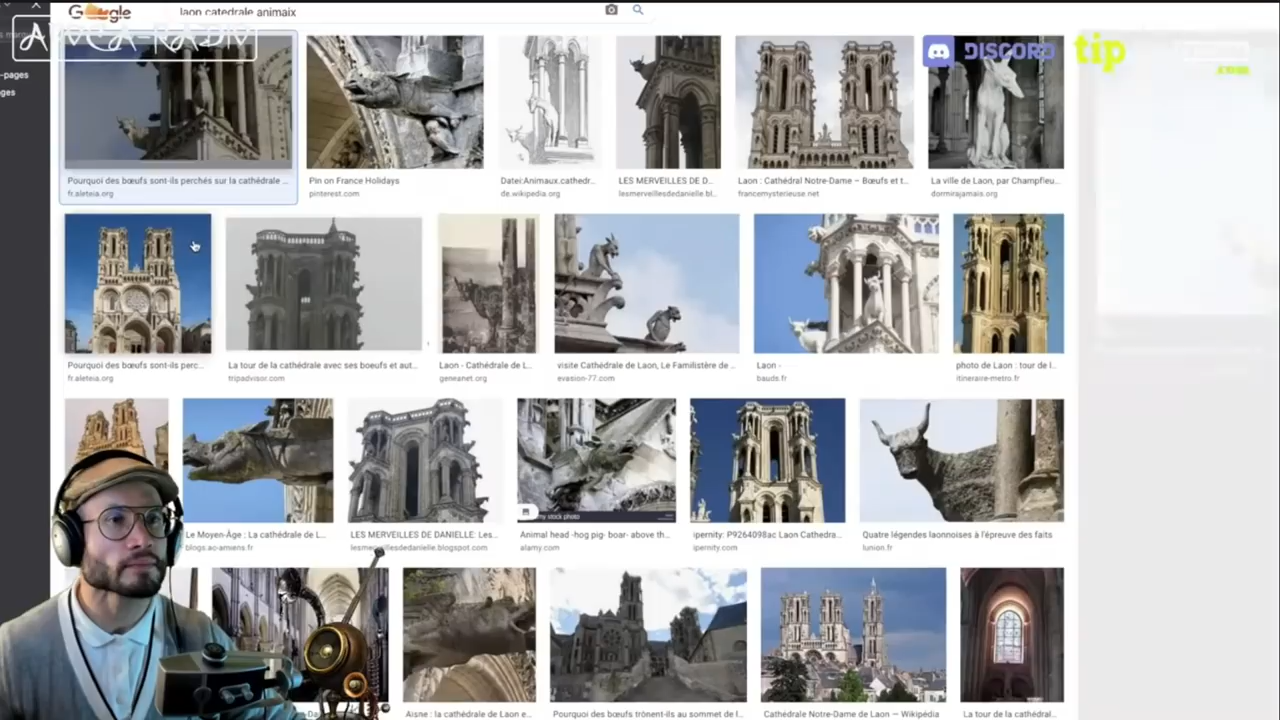 Google
laon catedrale animaix
DISCORD
tip
.com
-pages
ges
Pourquoi des bœufs sont-ils perchés sur la cathédrale ...
fr.aleteia.org
Pin on France Holidays
pinterest.com
Datei:Animaux.cathedr...
de.wikipedia.org
LES MERVEILLES DE D...
lesmerveillesdedanielle.bl...
Laon : Cathédral Notre-Dame – Bœufs et t...
francemysterieuse.net
La ville de Laon, par Champfleu...
dormirajamais.org
Pourquoi des bœufs sont-ils perc...
fr.aleteia.org
La tour de la cathédrale avec ses boeufs et aut...
tripadvisor.com
Laon - Cathédrale de L...
geneanet.org
visite Cathédrale de Laon, Le Familistère de ...
evasion-77.com
Laon -
bauds.fr
photo de Laon : tour de l...
itineraire-metro.fr
Le Moyen-Âge : La cathédrale de L...
blogs.ac-amiens.fr
LES MERVEILLES DE DANIELLE: Les...
lesmerveillesdedanielle.blogspot.com
my stock photo
Animal head -hog pig- boar- above th...
alamy.com
ipernity: P9264098ac Laon Cathedra...
ipernity.com
Quatre légendes laonnoises à l'épreuve des faits
lunion.fr
Aisne : la cathédrale de Laon e...
Pourquoi des bœufs trônent-ils au sommet de l...
Cathédrale Notre-Dame de Laon — Wikipédia
La tour de la cathédral...